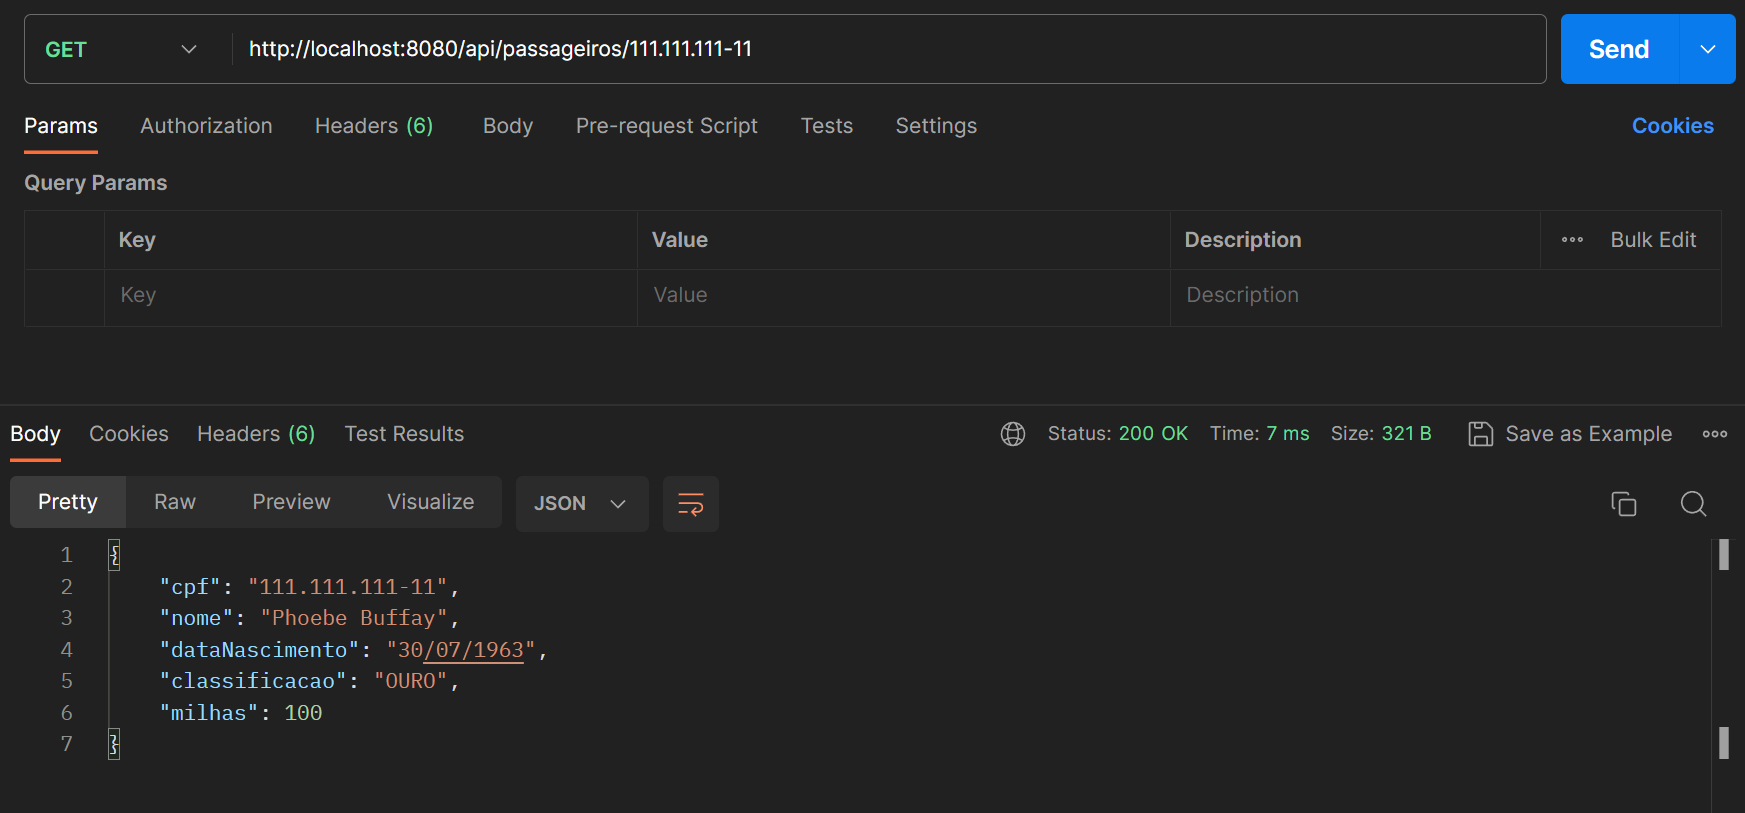 GET http://localhost:8080/api/passageiros/111.111.111-11 Send
Params Authorization Headers (6) Body Pre-request Script Tests Settings Cookies
Query Params
Key Value Description Bulk Edit
Key Value Description
Body Cookies Headers (6) Test Results Status: 200 OK Time: 7 ms Size: 321 B Save as Example
Pretty Raw Preview Visualize JSON
1 {
2 "cpf": "111.111.111-11",
3 "nome": "Phoebe Buffay",
4 "dataNascimento": "30/07/1963",
5 "classificacao": "OURO",
6 "milhas": 100
7 }